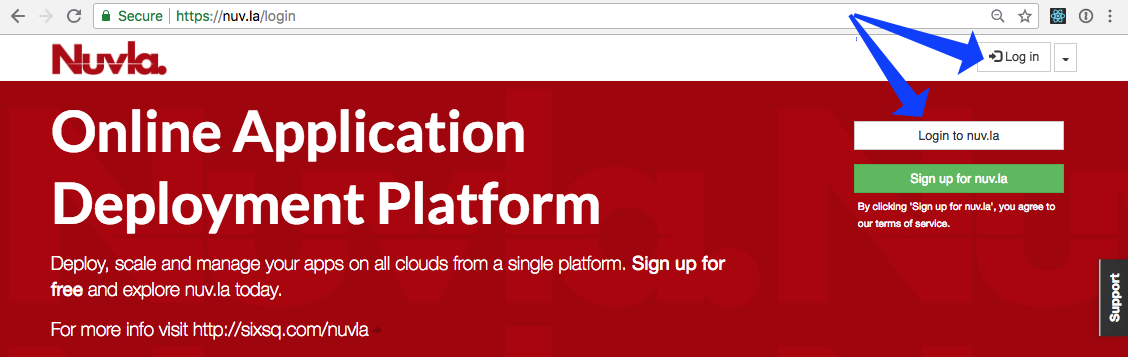 Secure https://nuv.la/login
Nuvla.
Log in
Online Application
Deployment Platform
Deploy, scale and manage your apps on all clouds from a single platform. Sign up for
free and explore nuv.la today.
For more info visit http://sixsq.com/nuvla
Login to nuv.la
Sign up for nuv.la
By clicking 'Sign up for nuv.la', you agree to
our terms of service.
Support